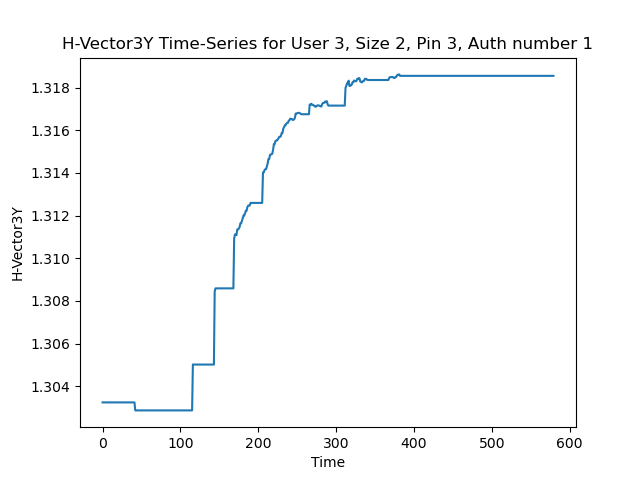 H-Vector3Y Time-Series for User 3, Size 2, Pin 3, Auth number 1
H-Vector3Y
1.318
1.316
1.314
1.312
1.310
1.308
1.306
1.304
0 100 200 300 400 500 600
Time